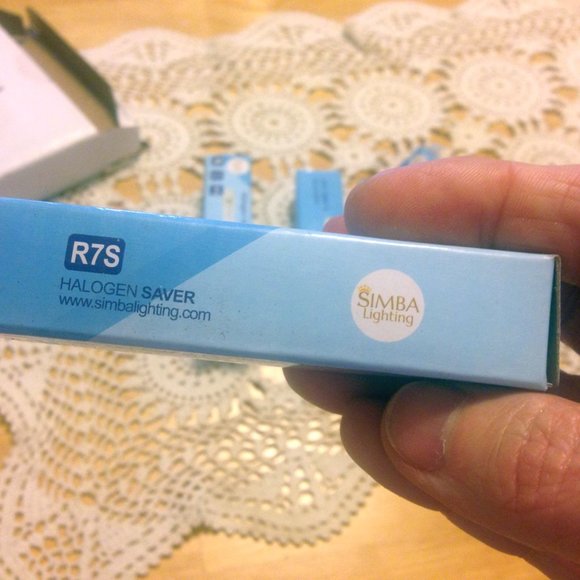 R7S
HALOGEN SAVER
www.simbalighting.com
SIMBA
Lighting